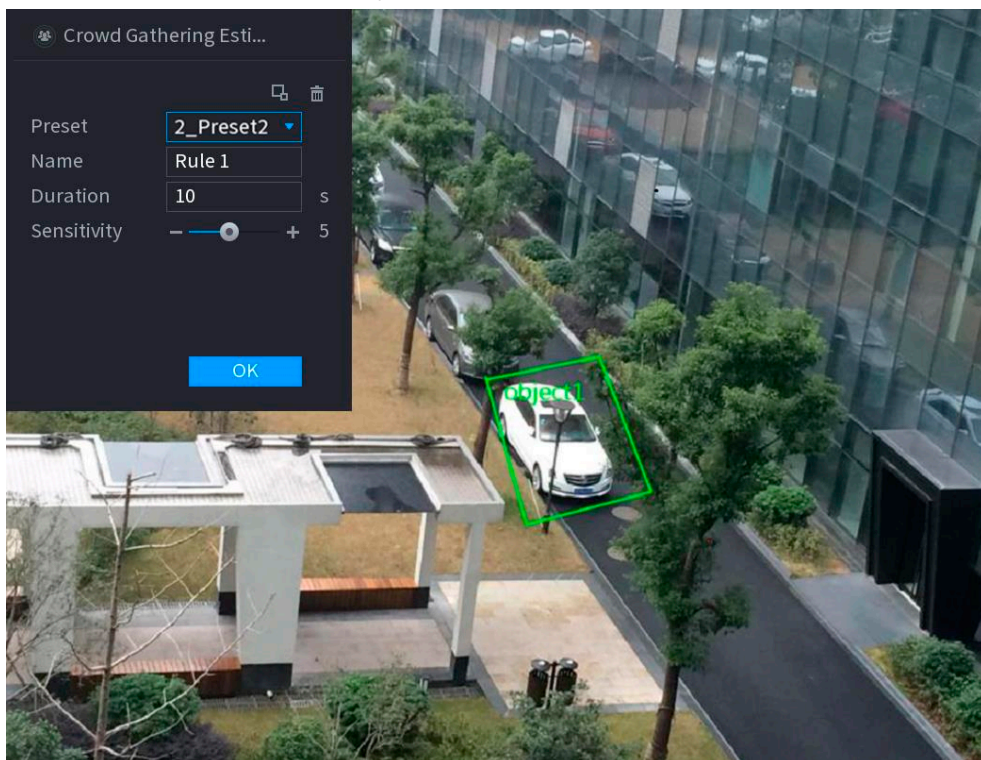 Crowd Gathering Esti...
Preset 2_Preset2
Name Rule 1
Duration 10 s
Sensitivity - + 5
OK
object1